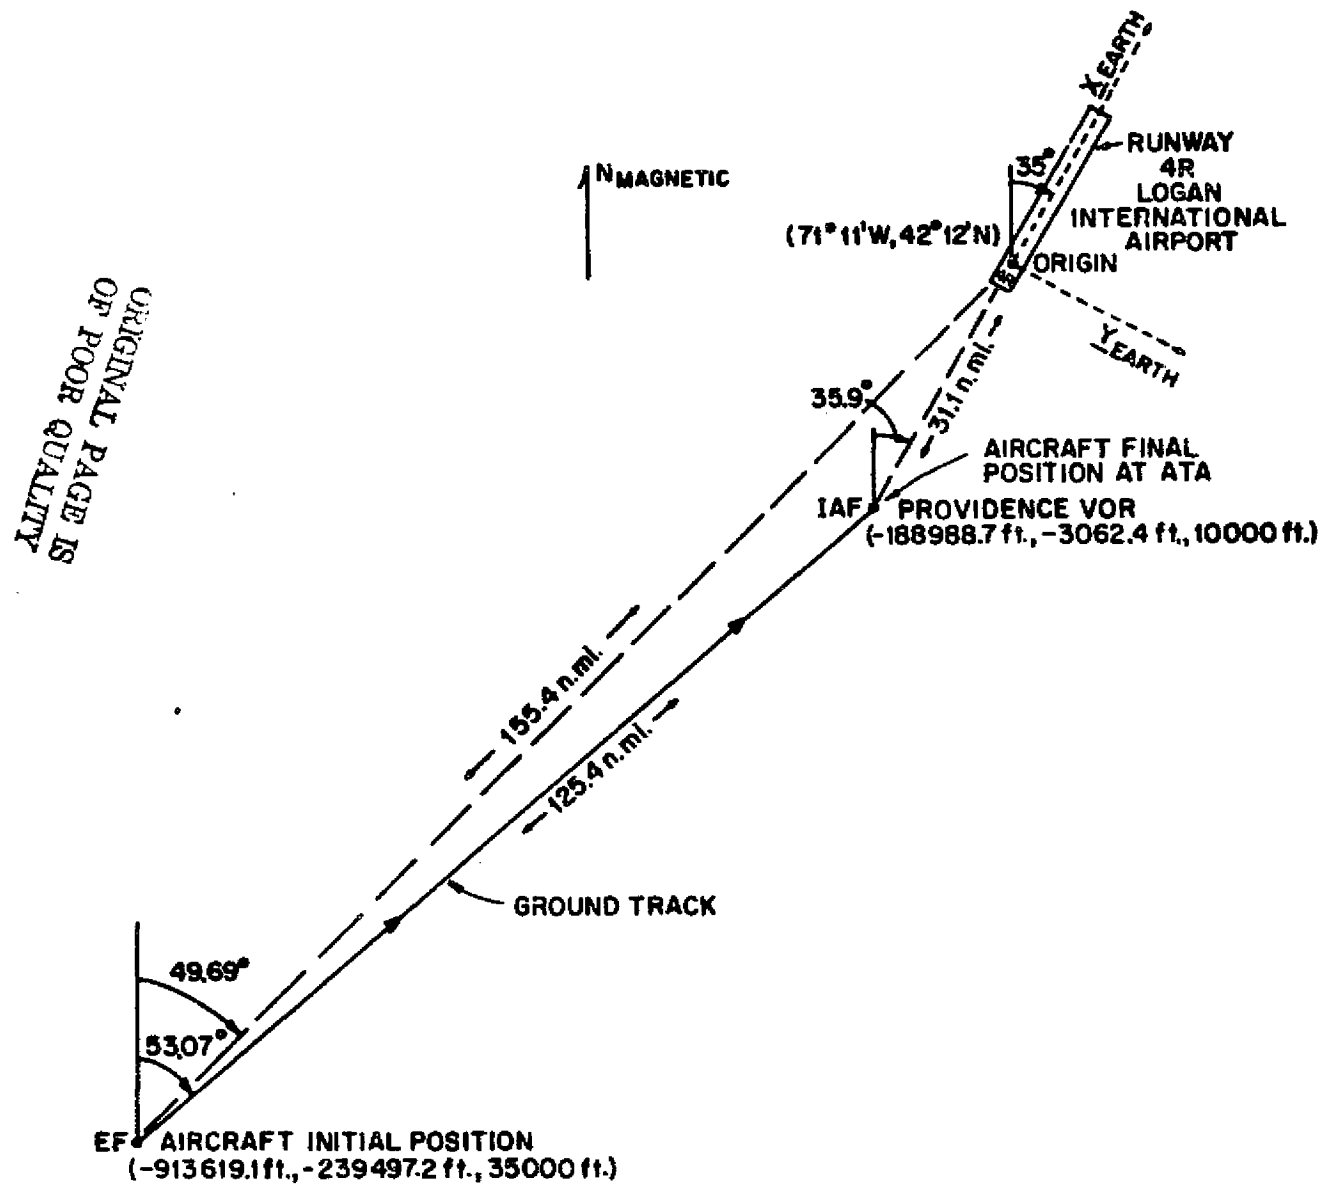 X EARTH
RUNWAY
4R
LOGAN
INTERNATIONAL
AIRPORT
35°
N MAGNETIC
(71°11'W, 42°12'N)
ORIGIN
Y EARTH
31.1 n.mi.
35.9°
AIRCRAFT FINAL
POSITION AT ATA
IAF
PROVIDENCE VOR
(-188988.7 ft., -3062.4 ft., 10000 ft.)
ORIGINAL PAGE IS
OF POOR QUALITY
155.4 n.mi.
125.4 n.mi.
GROUND TRACK
49.69°
53.07°
EF
AIRCRAFT INITIAL POSITION
(-913619.1 ft., -239497.2 ft., 35000 ft.)